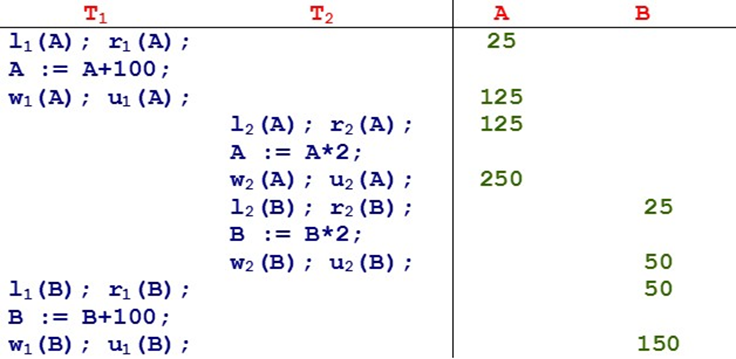 T₁ T₂ A B
l₁(A); r₁(A); 25
A := A+100;
w₁(A); u₁(A); 125
l₂(A); r₂(A); 125
A := A*2;
w₂(A); u₂(A); 250
l₂(B); r₂(B); 25
B := B*2;
w₂(B); u₂(B); 50
l₁(B); r₁(B); 50
B := B+100;
w₁(B); u₁(B); 150